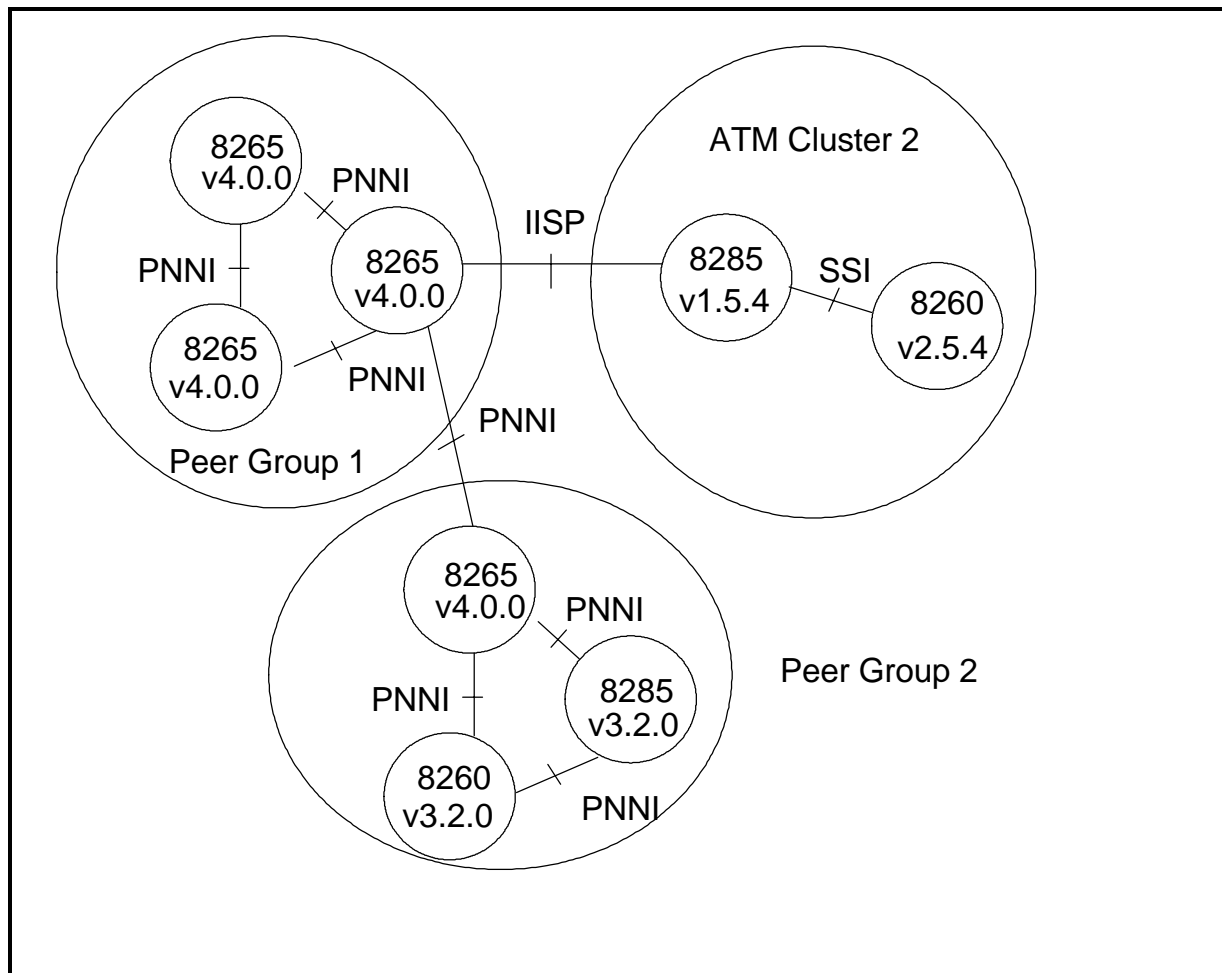 8265
v4.0.0
PNNI
PNNI
8265
v4.0.0
8265
v4.0.0
PNNI
Peer Group 1
IISP
ATM Cluster 2
8285
v1.5.4
SSI
8260
v2.5.4
PNNI
8265
v4.0.0
PNNI
PNNI
8285
v3.2.0
8260
v3.2.0
PNNI
Peer Group 2